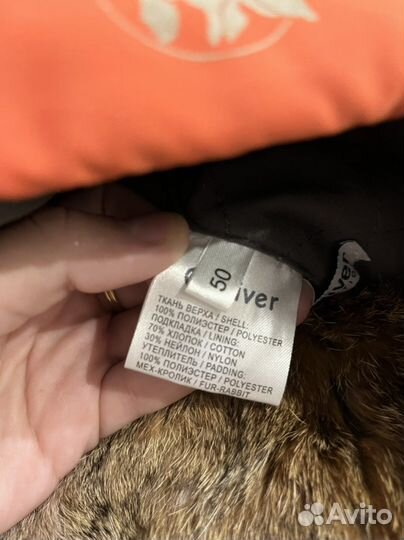 50
iver
ТКАНЬ ВЕРХА / SHELL:
100% ПОЛИЭСТЕР / POLYESTER
ПОДКЛАДКА / LINING:
70% ХЛОПОК / COTTON
30% НЕЙЛОН / NYLON
УТЕПЛИТЕЛЬ / PADDING:
100% ПОЛИЭСТЕР / POLYESTER
МЕХ-КРОЛИК / FUR-RABBIT
iver
Avito